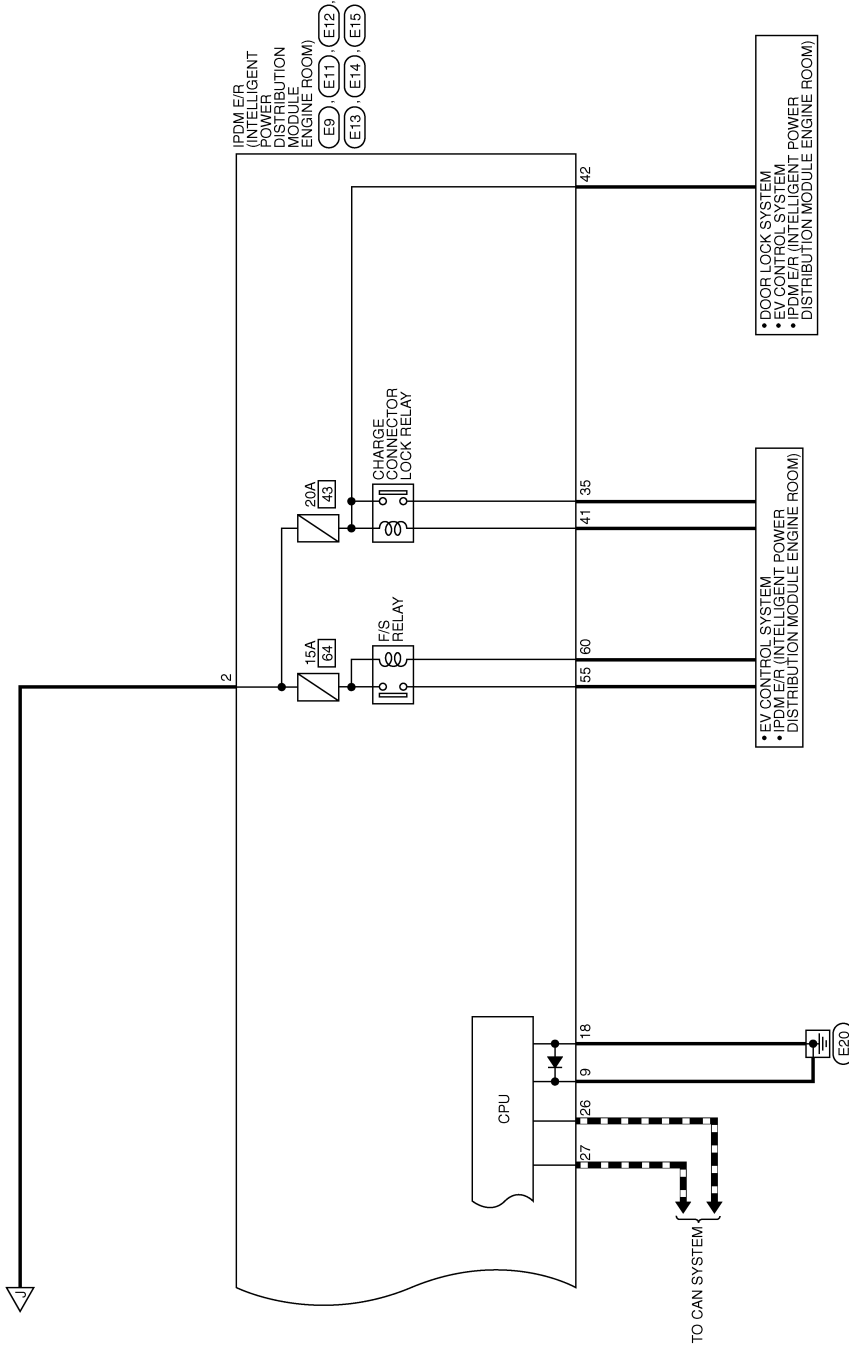 IPDM E/R
(INTELLIGENT
POWER
DISTRIBUTION
MODULE
ENGINE ROOM)
E9 , E11 , E12 ,
E13 , E14 , E15
J
2
15A
64
20A
43
F/S
RELAY
CHARGE
CONNECTOR
LOCK RELAY
CPU
27
26
9
18
55
60
41
35
42
TO CAN SYSTEM
E20
• EV CONTROL SYSTEM
• IPDM E/R (INTELLIGENT POWER
DISTRIBUTION MODULE ENGINE ROOM)
• DOOR LOCK SYSTEM
• EV CONTROL SYSTEM
• IPDM E/R (INTELLIGENT POWER
DISTRIBUTION MODULE ENGINE ROOM)